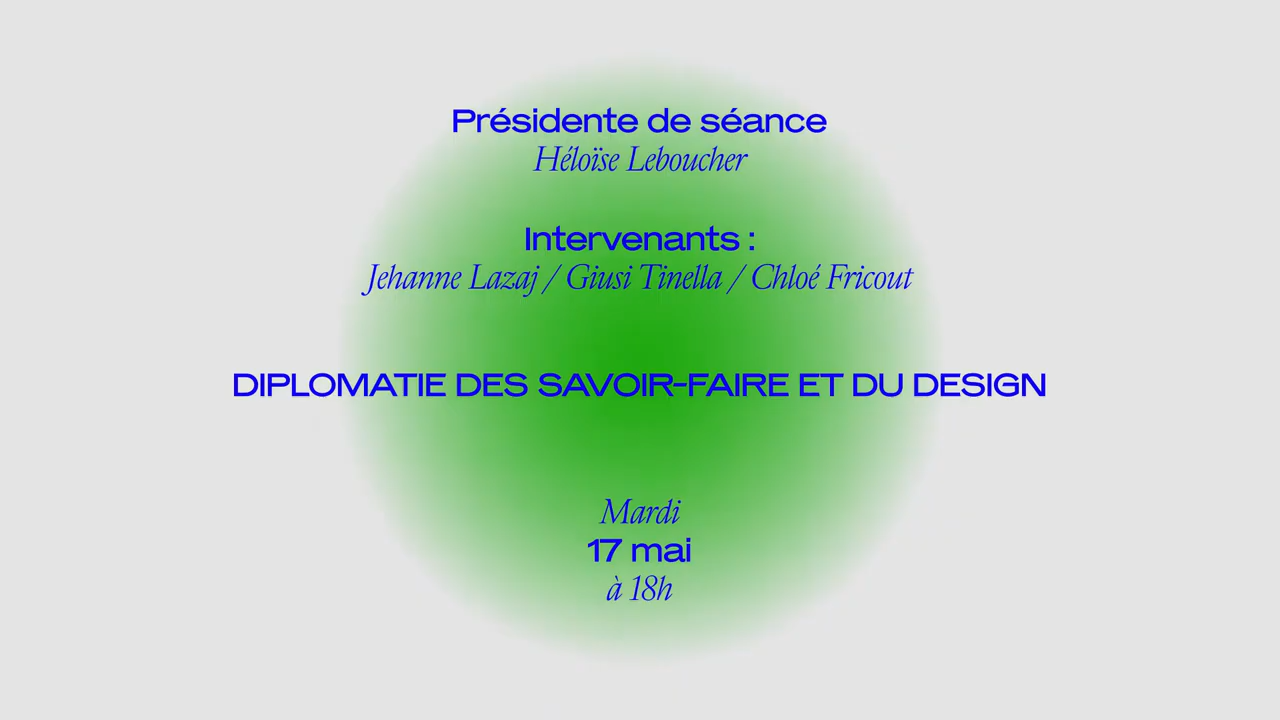 Présidente de séance
Héloïse Leboucher
Intervenants :
Jehanne Lazaj / Giusi Tinella / Chloé Fricout
DIPLOMATIE DES SAVOIR-FAIRE ET DU DESIGN
Mardi
17 mai
à 18h